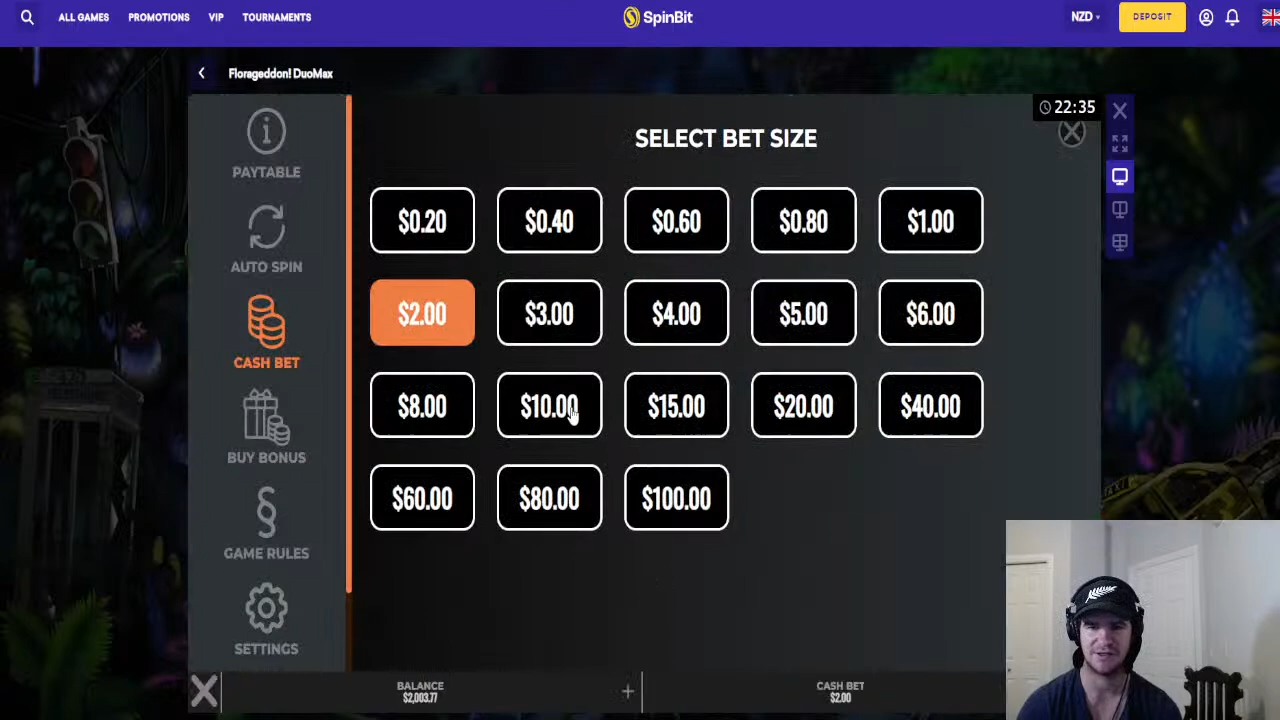 ALL GAMES PROMOTIONS VIP TOURNAMENTS SpinBit NZD DEPOSIT
Florageddon! DuoMax
22:35
PAYTABLE
AUTO SPIN
CASH BET
BUY BONUS
GAME RULES
SETTINGS
SELECT BET SIZE
$0.20 $0.40 $0.60 $0.80 $1.00
$2.00 $3.00 $4.00 $5.00 $6.00
$8.00 $10.00 $15.00 $20.00 $40.00
$60.00 $80.00 $100.00
BALANCE
$2,003.77
CASH BET
$2.00